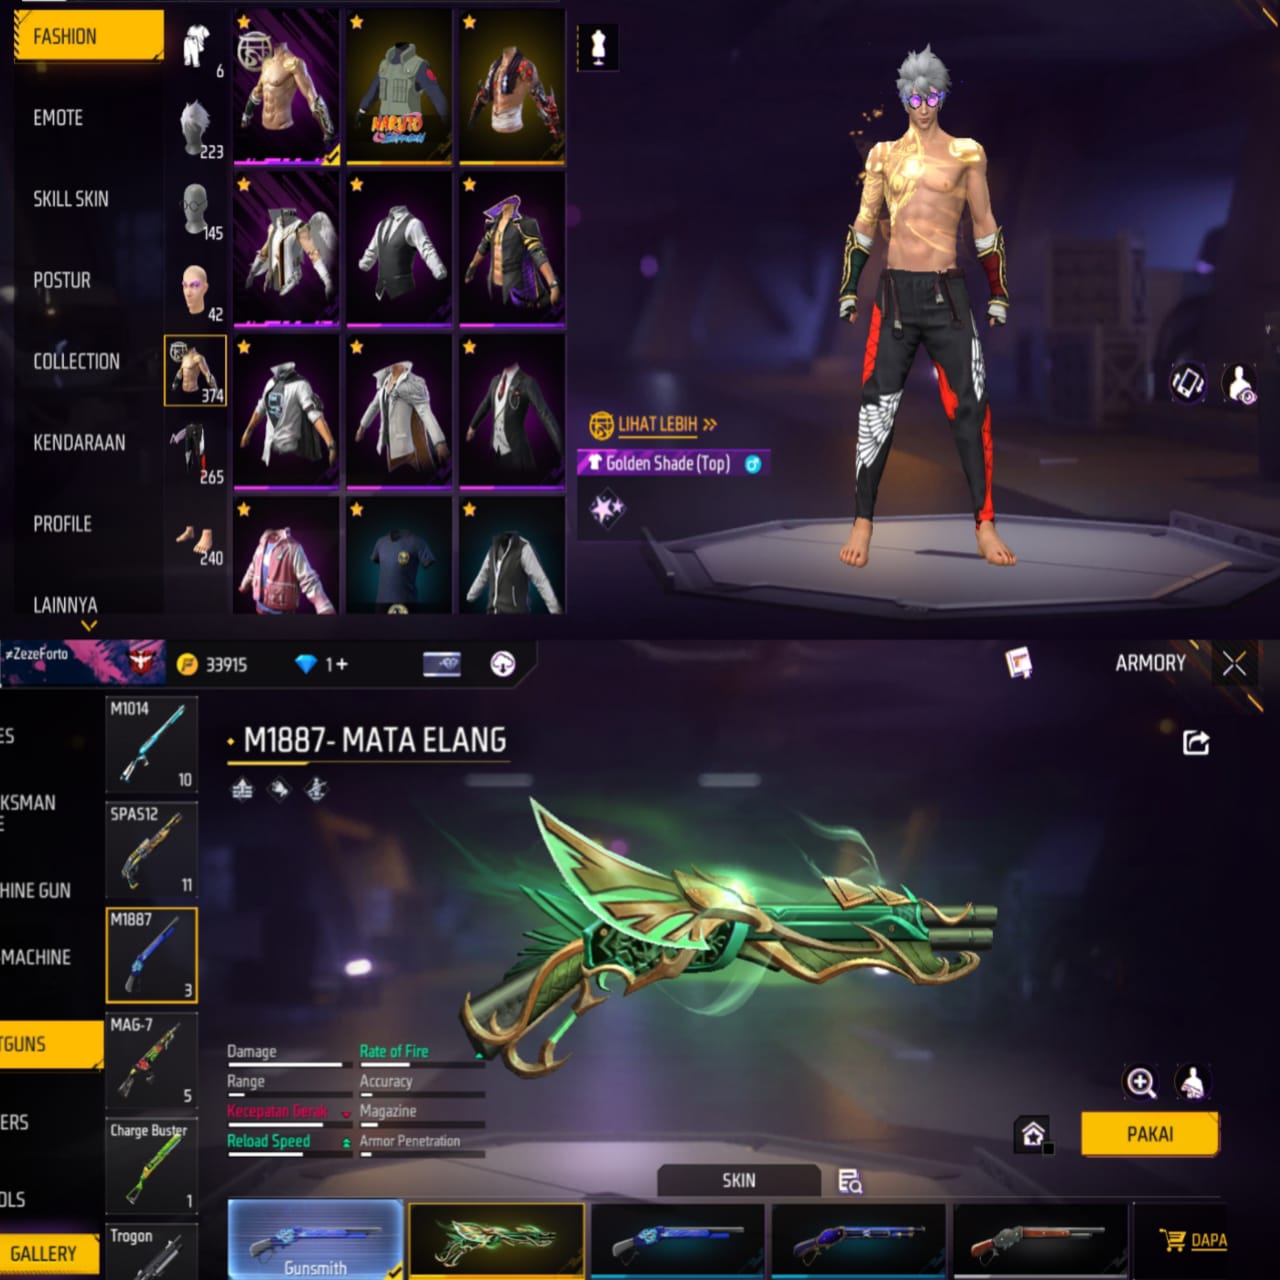 FASHION
EMOTE
SKILL SKIN
POSTUR
COLLECTION
KENDARAAN
PROFILE
LAINNYA
6
223
145
42
374
265
240
NARUTO
LIHAT LEBIH >>
Golden Shade (Top)
≠ZezeForto
33915
1+
ARMORY
ES
KSMAN
E
HINE GUN
-MACHINE
TGUNS
ERS
OLS
GALLERY
M1014
10
SPAS12
11
M1887
3
MAG-7
5
Charge Buster
1
Trogon
M1887- MATA ELANG
Damage
Rate of Fire
Range
Accuracy
Kecepatan Gerak
Magazine
Reload Speed
Armor Penetration
PAKAI
SKIN
Gunsmith
DAPA